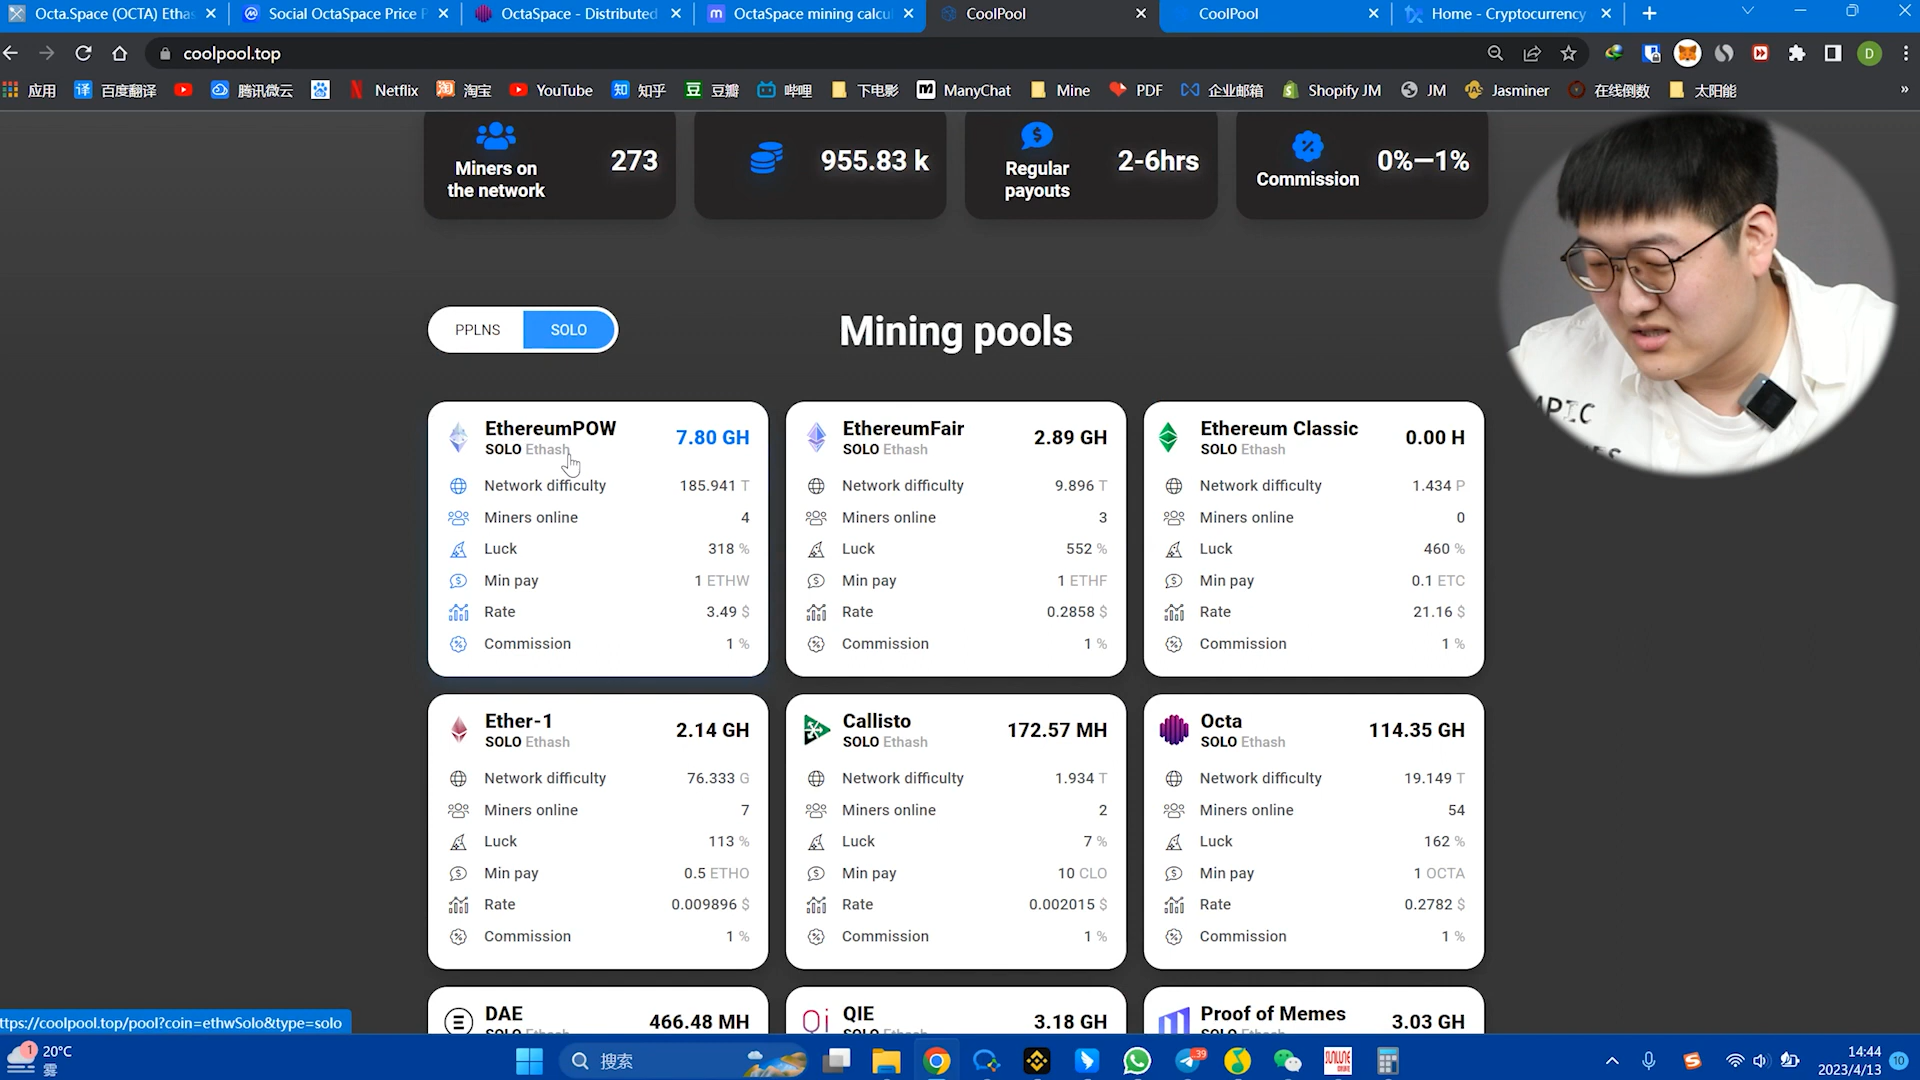 Octa.Space (OCTA) Ethas
Social OctaSpace Price P
OctaSpace - Distributed
OctaSpace mining calcu
CoolPool
CoolPool
Home - Cryptocurrency
coolpool.top
D
应用
译 百度翻译
腾讯微云
Netflix
淘 淘宝
YouTube
知 知乎
豆 豆瓣
哔哩
下电影
ManyChat
Mine
PDF
企业邮箱
Shopify JM
JM
Jasminer
在线倒数
太阳能
»
Miners on
the network
273
955.83 k
Regular
payouts
2-6hrs
Commission
0%—1%
PPLNS
SOLO
Mining pools
EthereumPOW
SOLO Ethash
7.80 GH
Network difficulty 185.941 T
Miners online 4
Luck 318 %
Min pay 1 ETHW
Rate 3.49 $
Commission 1 %
EthereumFair
SOLO Ethash
2.89 GH
Network difficulty 9.896 T
Miners online 3
Luck 552 %
Min pay 1 ETHF
Rate 0.2858 $
Commission 1 %
Ethereum Classic
SOLO Ethash
0.00 H
Network difficulty 1.434 P
Miners online 0
Luck 460 %
Min pay 0.1 ETC
Rate 21.16 $
Commission 1 %
Ether-1
SOLO Ethash
2.14 GH
Network difficulty 76.333 G
Miners online 7
Luck 113 %
Min pay 0.5 ETHO
Rate 0.009896 $
Commission 1 %
Callisto
SOLO Ethash
172.57 MH
Network difficulty 1.934 T
Miners online 2
Luck 7 %
Min pay 10 CLO
Rate 0.002015 $
Commission 1 %
Octa
SOLO Ethash
114.35 GH
Network difficulty 19.149 T
Miners online 54
Luck 162 %
Min pay 1 OCTA
Rate 0.2782 $
Commission 1 %
DAE
466.48 MH
QIE
3.18 GH
Proof of Memes
3.03 GH
ttps://coolpool.top/pool?coin=ethwSolo&type=solo
1
20°C
雾
搜索
39
14:44
2023/4/13
10